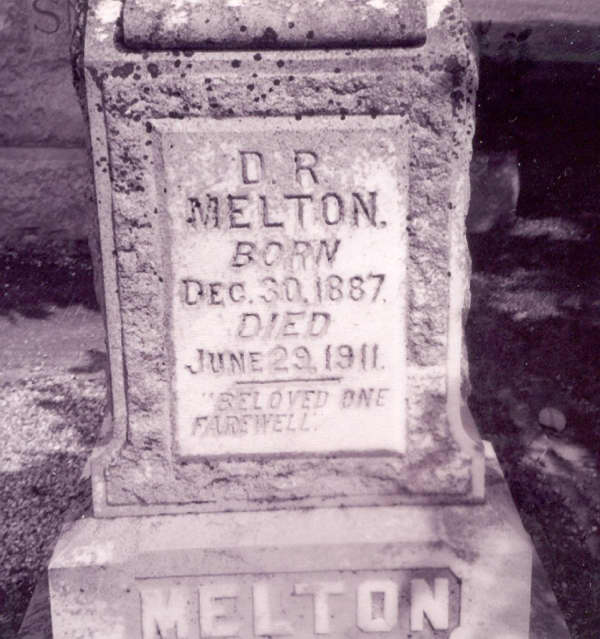 D. R.
MELTON.
BORN
DEC. 30, 1887.
DIED
JUNE 29, 1911.
"BELOVED ONE
FAREWELL."
MELTON